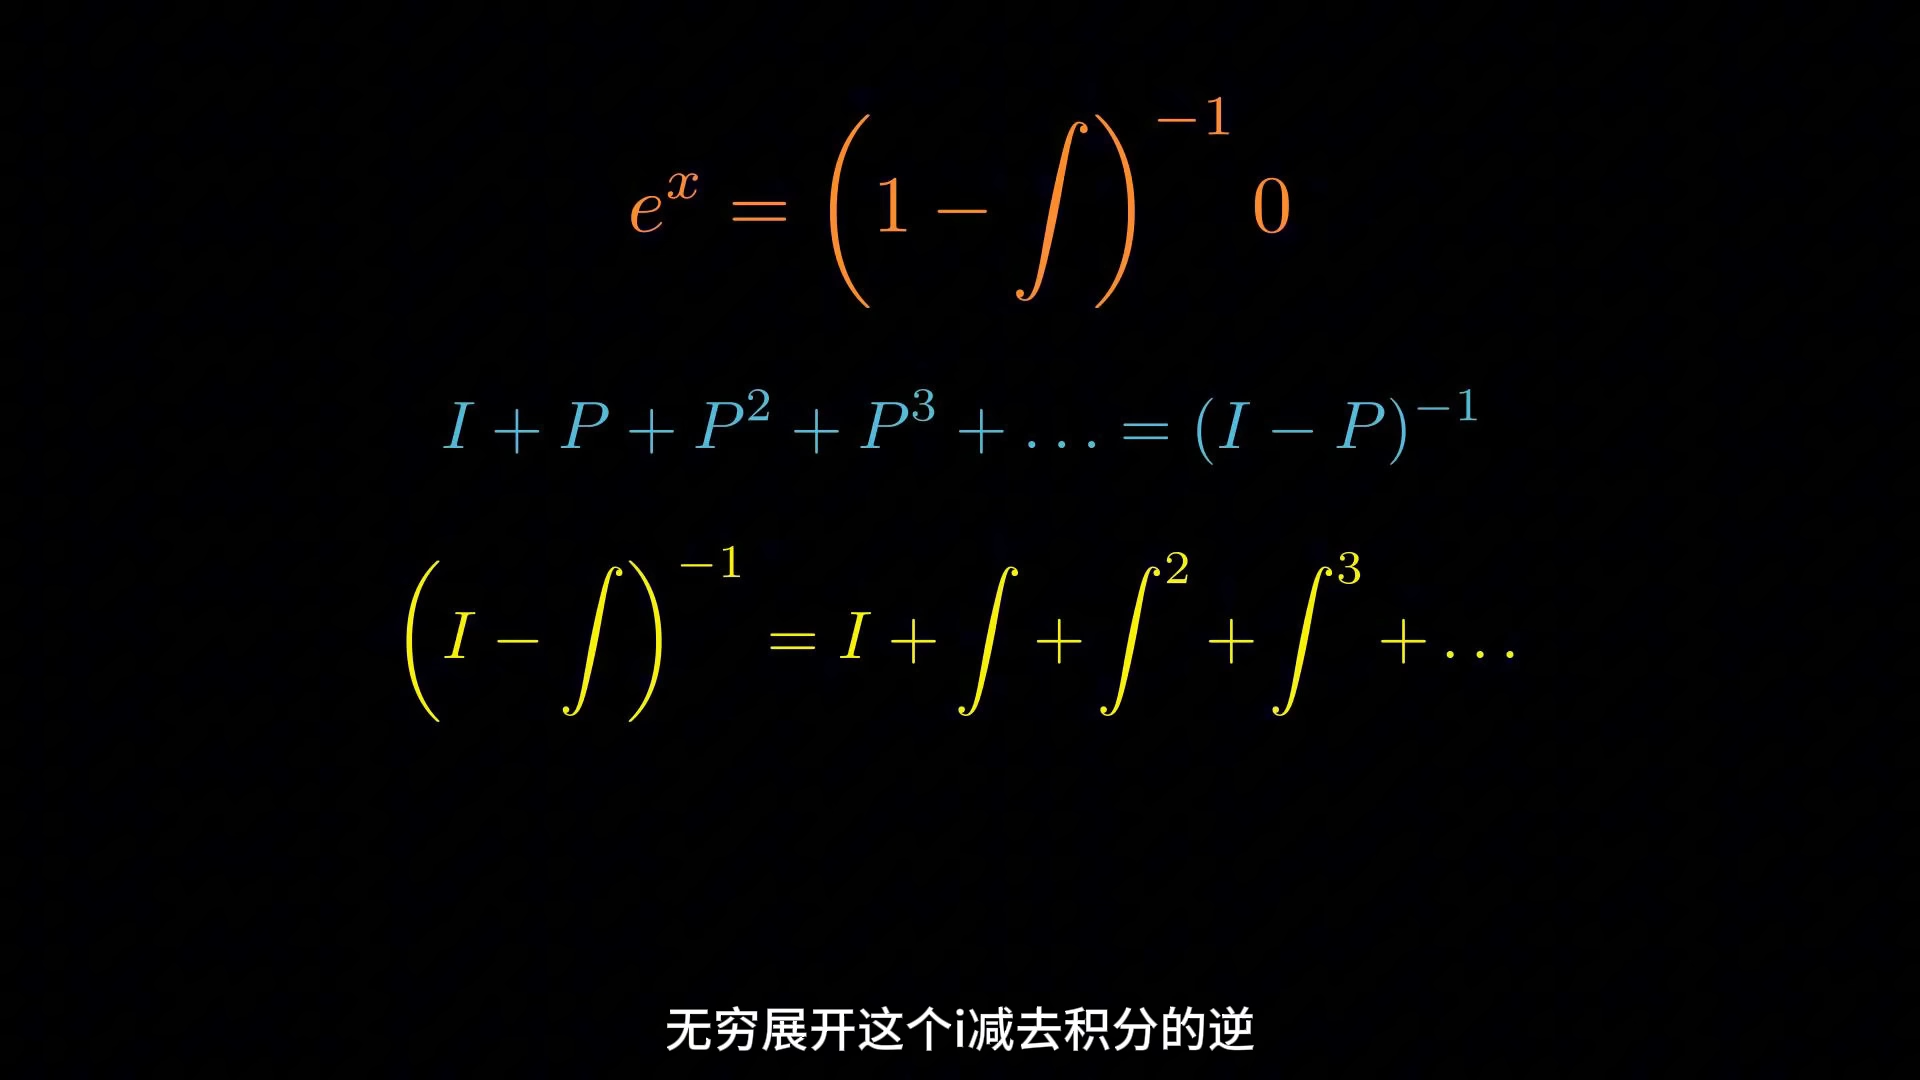 e^x = (1 − ∫)^{−1} 0
I + P + P^2 + P^3 + ... = (I − P)^{−1}
(I − ∫)^{−1} = I + ∫ + ∫^2 + ∫^3 + ...
无穷展开这个i减去积分的逆